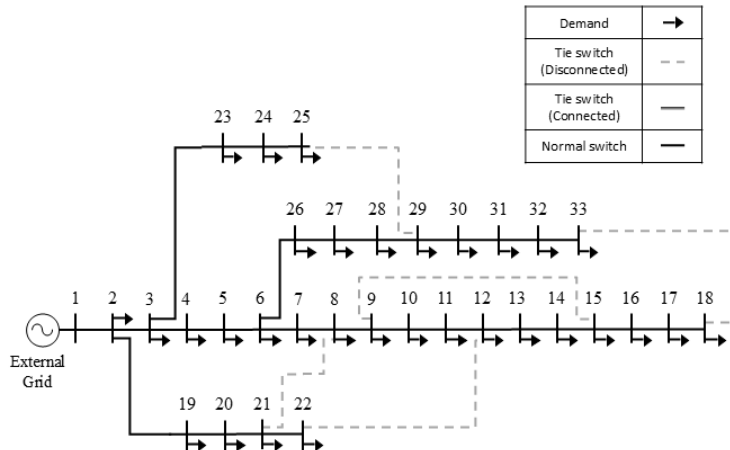 Demand
Tie switch
(Disconnected)
Tie switch
(Connected)
Normal switch
23 24 25
26 27 28 29 30 31 32 33
1 2 3 4 5 6 7 8 9 10 11 12 13 14 15 16 17 18
External
Grid
19 20 21 22